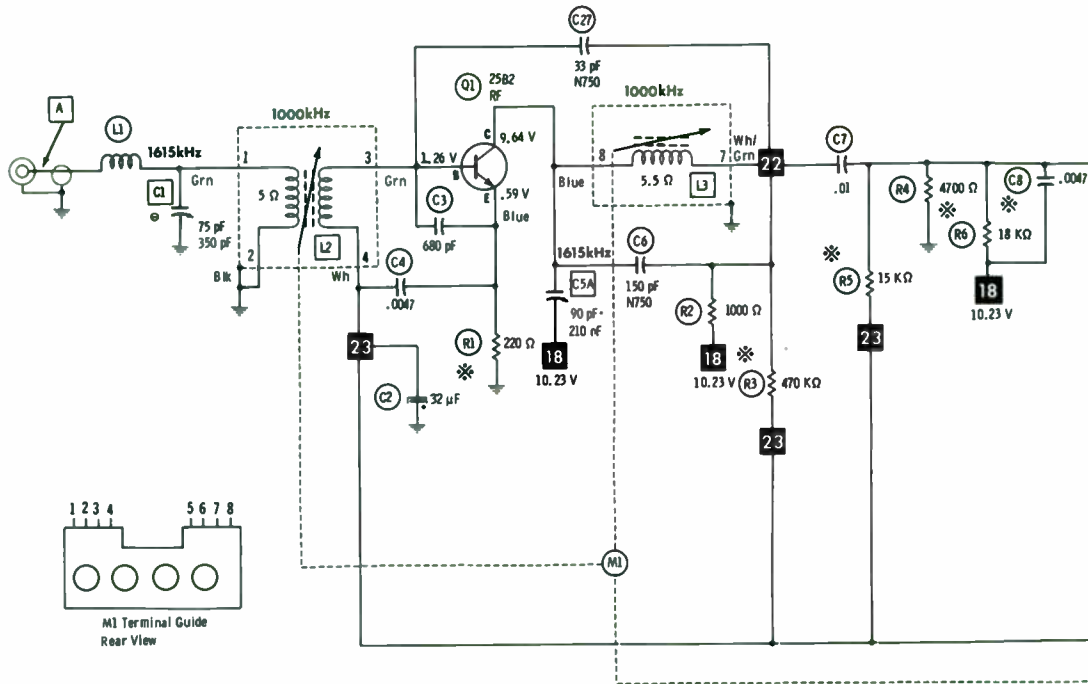 C27
33 pF
N750
Q1
25B2
RF
A
L1
1615kHz
1000kHz
1000kHz
C 9.64 V
Wh/
Grn
22
C7
.01
1
3
Grn
Grn
1.26 V
B
8
7
Blue
5 Ω
5.5 Ω
L3
E
.59 V
Blue
C1
75 pF
350 pF
C3
680 pF
2
L2
4
Blk
Wh
C4
.0047
1615kHz
C6
150 pF
N750
C5A
90 pF-
R4
4700 Ω
※
C8
.0047
※
R6
18 KΩ
18
10.23 V
※
R5
15 KΩ
23
R2
1000 Ω
18
10.23 V
※
R3
470 KΩ
23
R1
220 Ω
※
18
10.23 V
23
C2
32 µF
M1
1 2 3 4
5 6 7 8
M1 Terminal Guide
Rear View